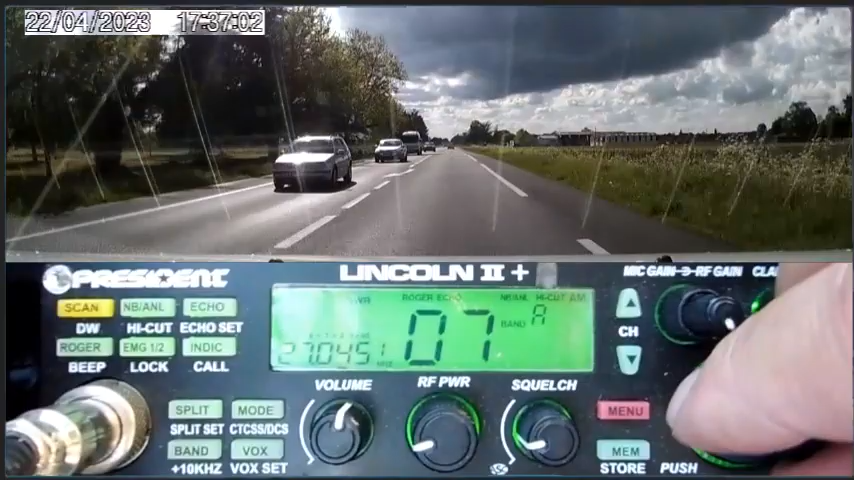 22/04/2023 17:37:02
PRESIDENT LINCOLN II + MIC GAIN RF GAIN
SCAN NB/ANL ECHO
DW HI-CUT ECHO SET
ROGER EMG 1/2 INDIC
BEEP LOCK CALL
ROGER ECHO NB/ANL HI-CUT AM
07 BAND A
27.045
CH
VOLUME RF PWR SQUELCH
SPLIT MODE
SPLIT SET CTCSS/DCS
BAND VOX
+10KHZ VOX SET
MENU
MEM
STORE PUSH